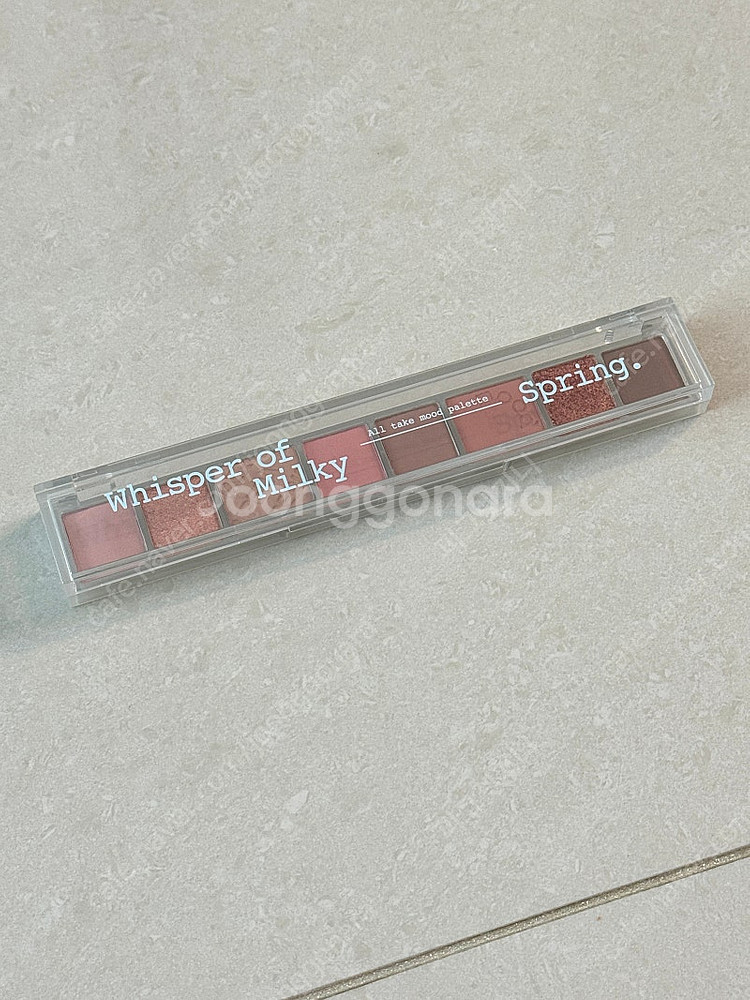 Whisper of
Milky
All take mood palette
Spring.
Joonggonara